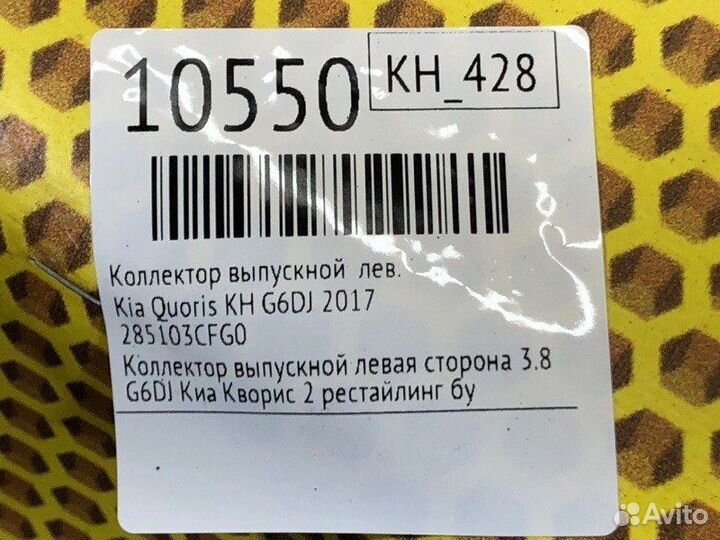 10550
KH_428
Коллектор выпускной лев.
Kia Quoris KH G6DJ 2017
285103CFG0
Коллектор выпускной левая сторона 3.8
G6DJ Киа Кворис 2 рестайлинг бу
Avito